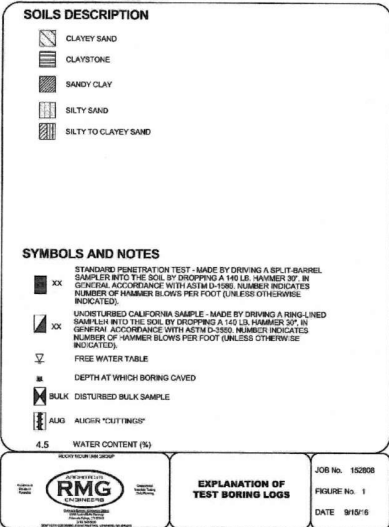 SOILS DESCRIPTION
CLAYEY SAND
CLAYSTONE
SANDY CLAY
SILTY SAND
SILTY TO CLAYEY SAND
SYMBOLS AND NOTES
XX
STANDARD PENETRATION TEST - MADE BY DRIVING A SPLIT-BARREL
SAMPLER INTO THE SOIL BY DROPPING A 140 LB. HAMMER 30", IN
GENERAL ACCORDANCE WITH ASTM D-1586. NUMBER INDICATES
NUMBER OF HAMMER BLOWS PER FOOT (UNLESS OTHERWISE
INDICATED).
XX
UNDISTURBED CALIFORNIA SAMPLE - MADE BY DRIVING A RING-LINED
SAMPLER INTO THE SOIL BY DROPPING A 140 LB. HAMMER 30", IN
GENERAL ACCORDANCE WITH ASTM D-3550. NUMBER INDICATES
NUMBER OF HAMMER BLOWS PER FOOT (UNLESS OTHERWISE
INDICATED).
FREE WATER TABLE
DEPTH AT WHICH BORING CAVED
BULK DISTURBED BULK SAMPLE
AUG AUGER "CUTTINGS"
4.5 WATER CONTENT (%)
ROCKY MOUNTAIN GROUP
RMG
ENGINEERS
EXPLANATION OF
TEST BORING LOGS
JOB No. 152808
FIGURE No. 1
DATE 9/15/16